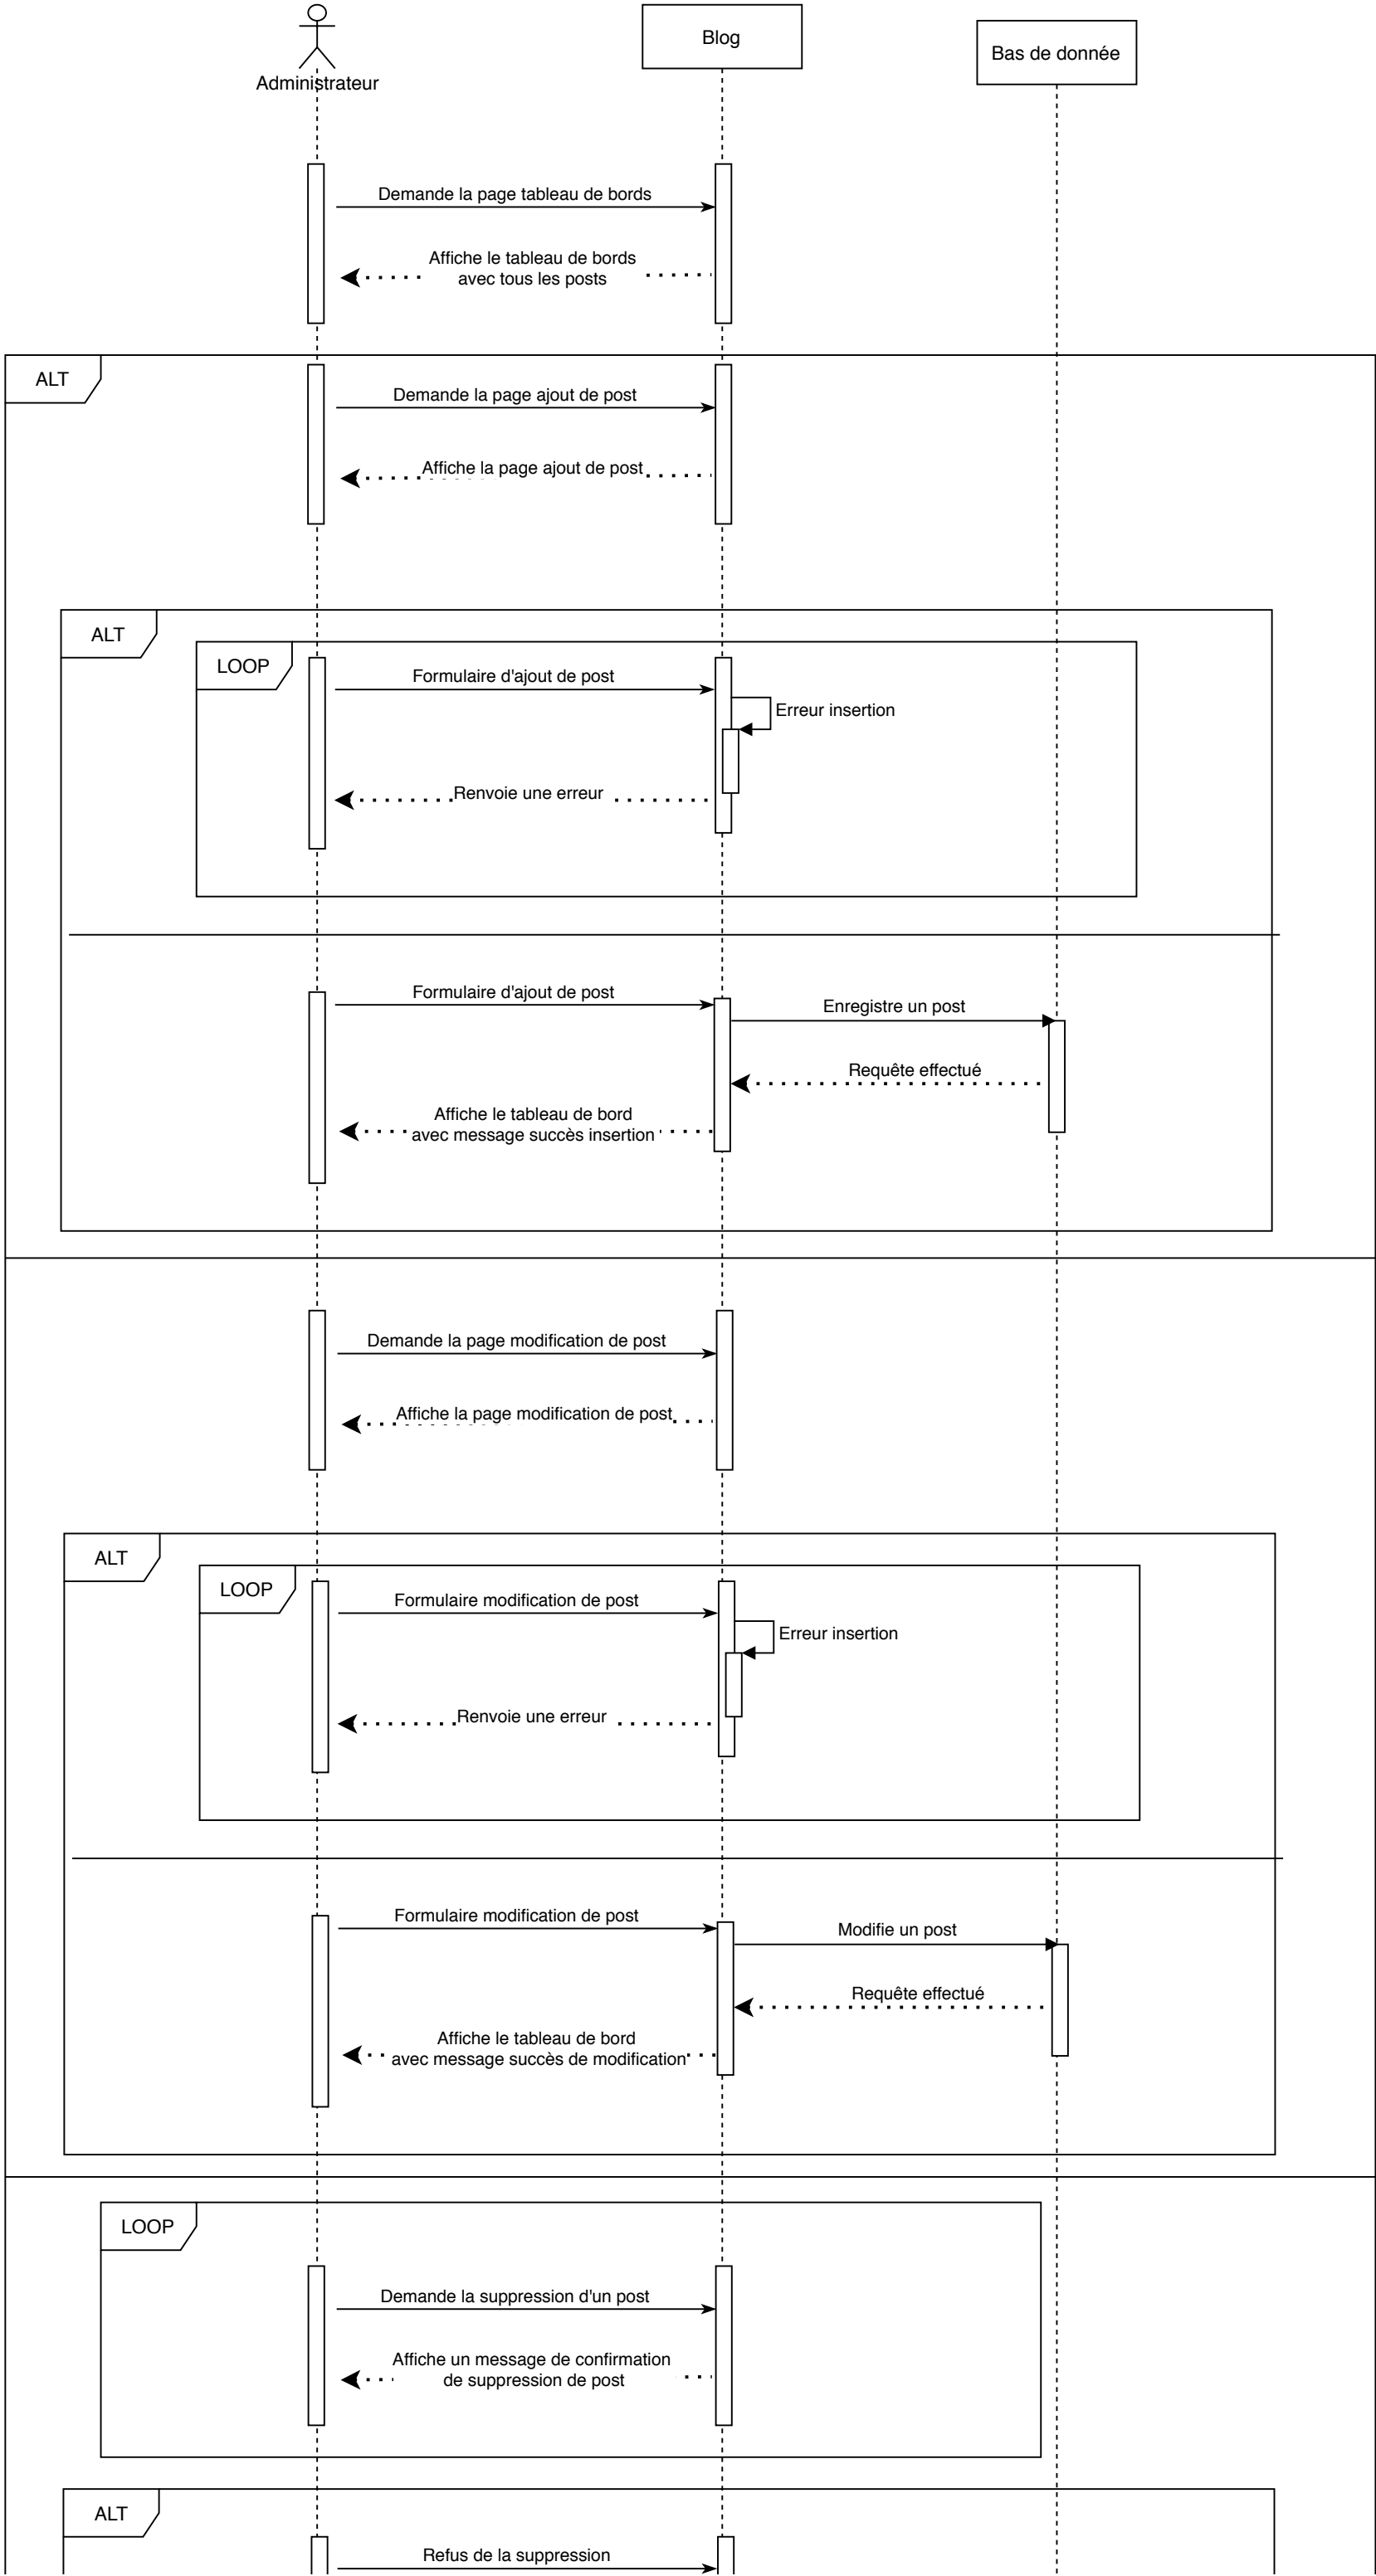 Blog
Bas de donnée
Administrateur
Demande la page tableau de bords
Affiche le tableau de bords
avec tous les posts
ALT
Demande la page ajout de post
Affiche la page ajout de post
ALT
LOOP
Formulaire d'ajout de post
Erreur insertion
Renvoie une erreur
Formulaire d'ajout de post
Enregistre un post
Requête effectué
Affiche le tableau de bord
avec message succès insertion
Demande la page modification de post
Affiche la page modification de post
ALT
LOOP
Formulaire modification de post
Erreur insertion
Renvoie une erreur
Formulaire modification de post
Modifie un post
Requête effectué
Affiche le tableau de bord
avec message succès de modification
LOOP
Demande la suppression d'un post
Affiche un message de confirmation
de suppression de post
ALT
Refus de la suppression